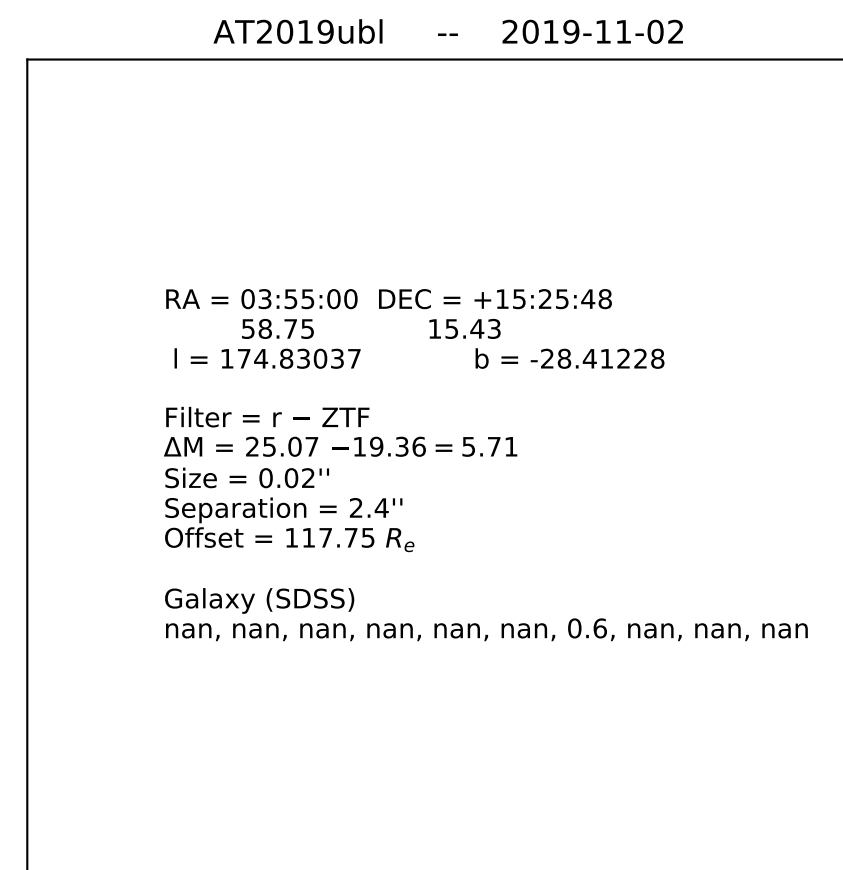 AT2019ubl -- 2019-11-02
RA = 03:55:00 DEC = +15:25:48
58.75 15.43
l = 174.83037 b = -28.41228
Filter = r − ZTF
ΔM = 25.07 −19.36 = 5.71
Size = 0.02''
Separation = 2.4''
Offset = 117.75 Re
Galaxy (SDSS)
nan, nan, nan, nan, nan, nan, 0.6, nan, nan, nan